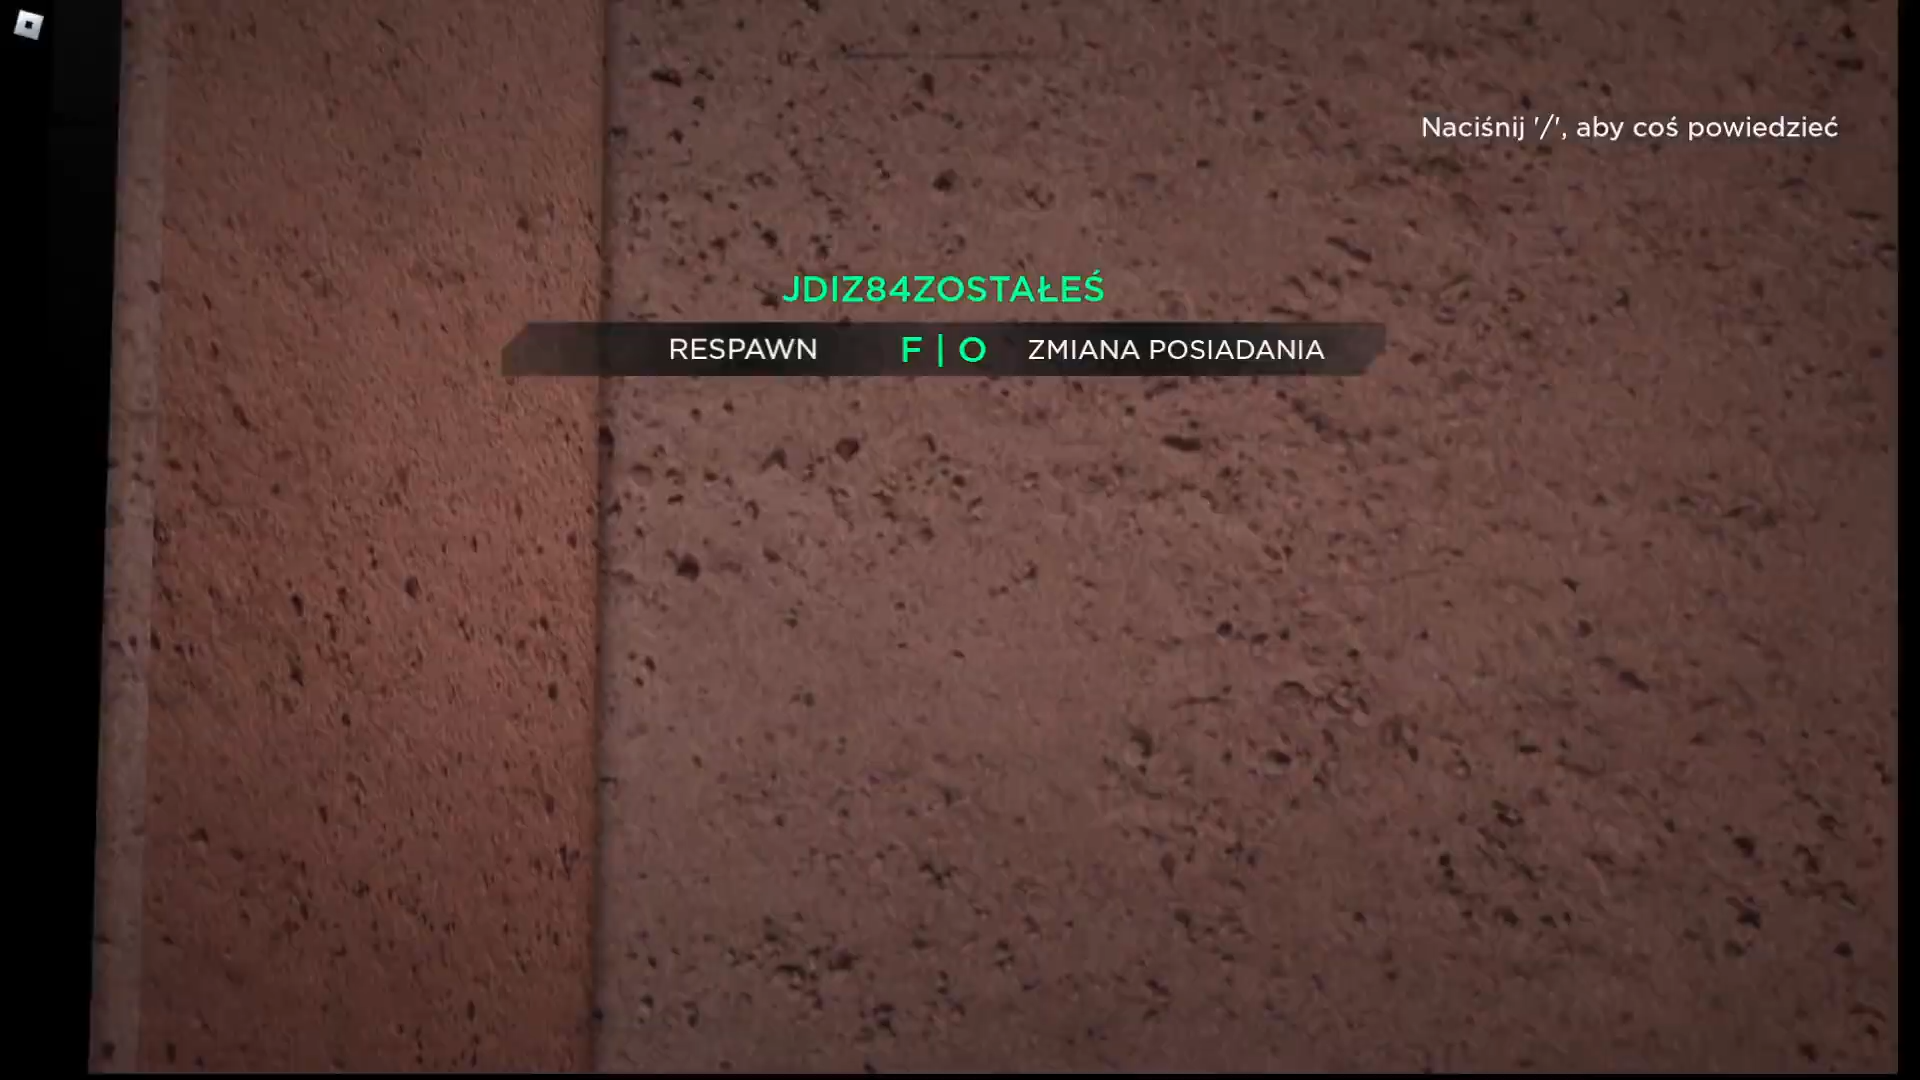 Naciśnij '/', aby coś powiedzieć
JDIZ84ZOSTAŁEŚ
RESPAWN F | O ZMIANA POSIADANIA